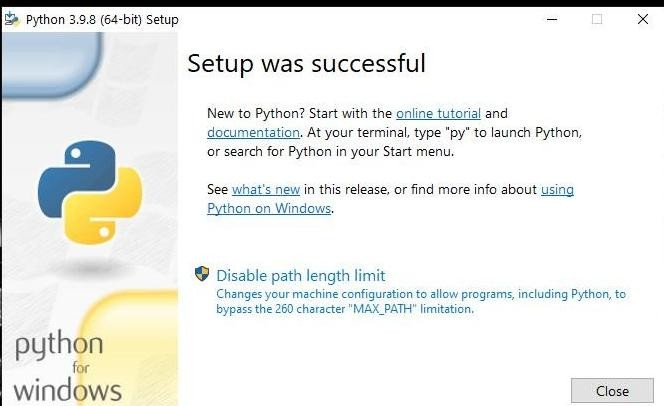 Python 3.9.8 (64-bit) Setup
Setup was successful
New to Python? Start with the online tutorial and
documentation. At your terminal, type "py" to launch Python,
or search for Python in your Start menu.
See what's new in this release, or find more info about using
Python on Windows.
Disable path length limit
Changes your machine configuration to allow programs, including Python, to
bypass the 260 character "MAX_PATH" limitation.
python
for
windows
Close